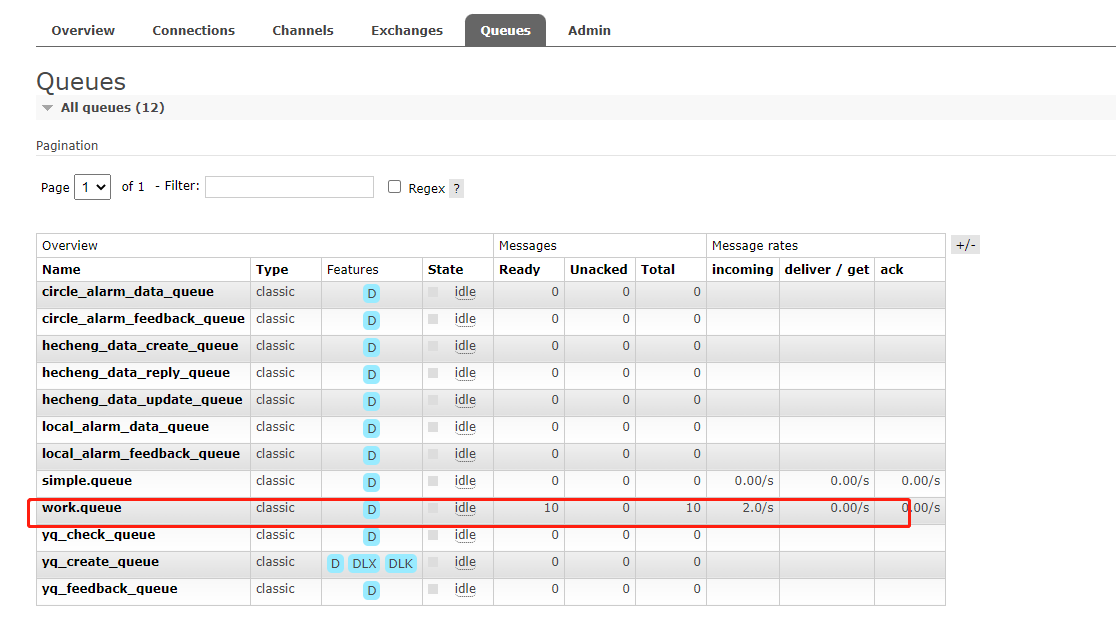 Overview Connections Channels Exchanges Queues Admin
Queues
All queues (12)
Pagination
Page 1 of 1 - Filter: Regex ?
Overview Messages Message rates +/-
Name Type Features State Ready Unacked Total incoming deliver / get ack
circle_alarm_data_queue classic D idle 0 0 0
circle_alarm_feedback_queue classic D idle 0 0 0
hecheng_data_create_queue classic D idle 0 0 0
hecheng_data_reply_queue classic D idle 0 0 0
hecheng_data_update_queue classic D idle 0 0 0
local_alarm_data_queue classic D idle 0 0 0
local_alarm_feedback_queue classic D idle 0 0 0
simple.queue classic D idle 0 0 0 0.00/s 0.00/s 0.00/s
work.queue classic D idle 10 0 10 2.0/s 0.00/s 0.00/s
yq_check_queue classic D idle 0 0 0
yq_create_queue classic D DLX DLK idle 0 0 0
yq_feedback_queue classic D idle 0 0 0